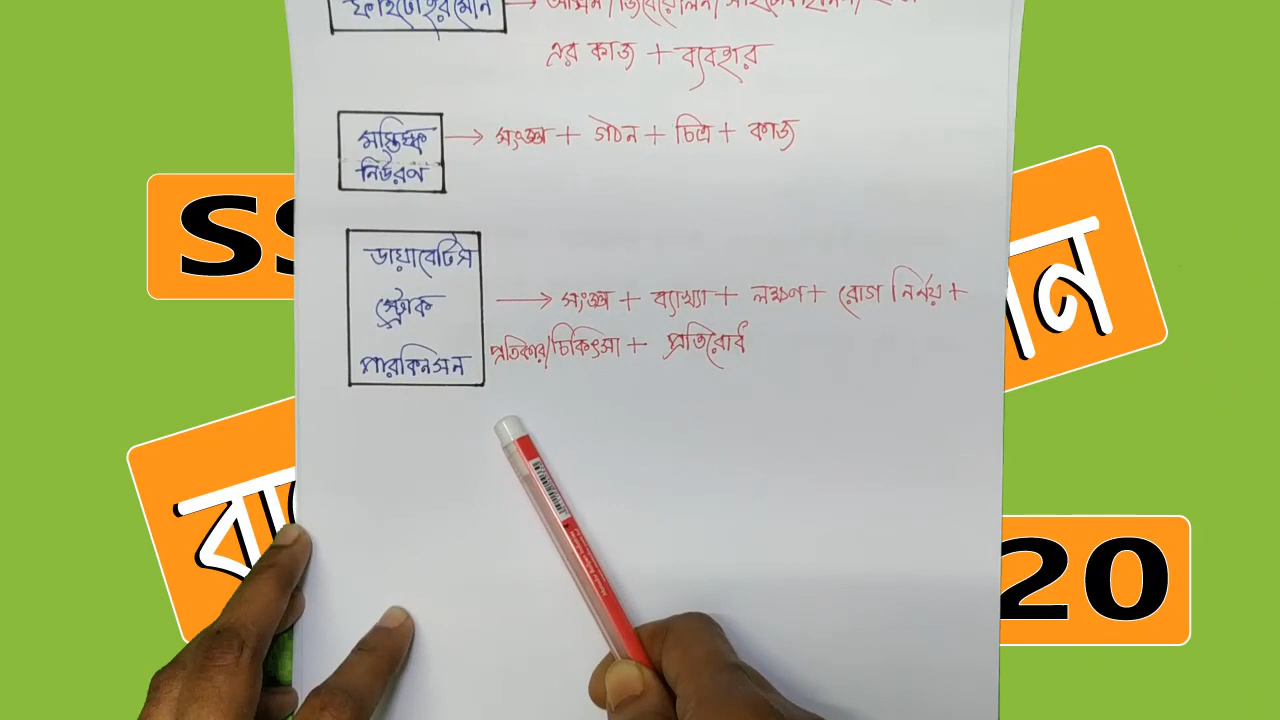 ফাইটোহরমোন → অক্সিন/জিবেরেলিন/সাইটোকাইনিন/
এর কাজ + ব্যবহার
মস্তিষ্ক
নিউরণ → সংজ্ঞা + গঠন + চিত্র + কাজ
ডায়াবেটিস
স্ট্রোক
পারকিনসন
→ সংজ্ঞা + ব্যাখ্যা + লক্ষণ + রোগ নির্ণয় +
প্রতিকার/চিকিৎসা + প্রতিরোধ
SS
20